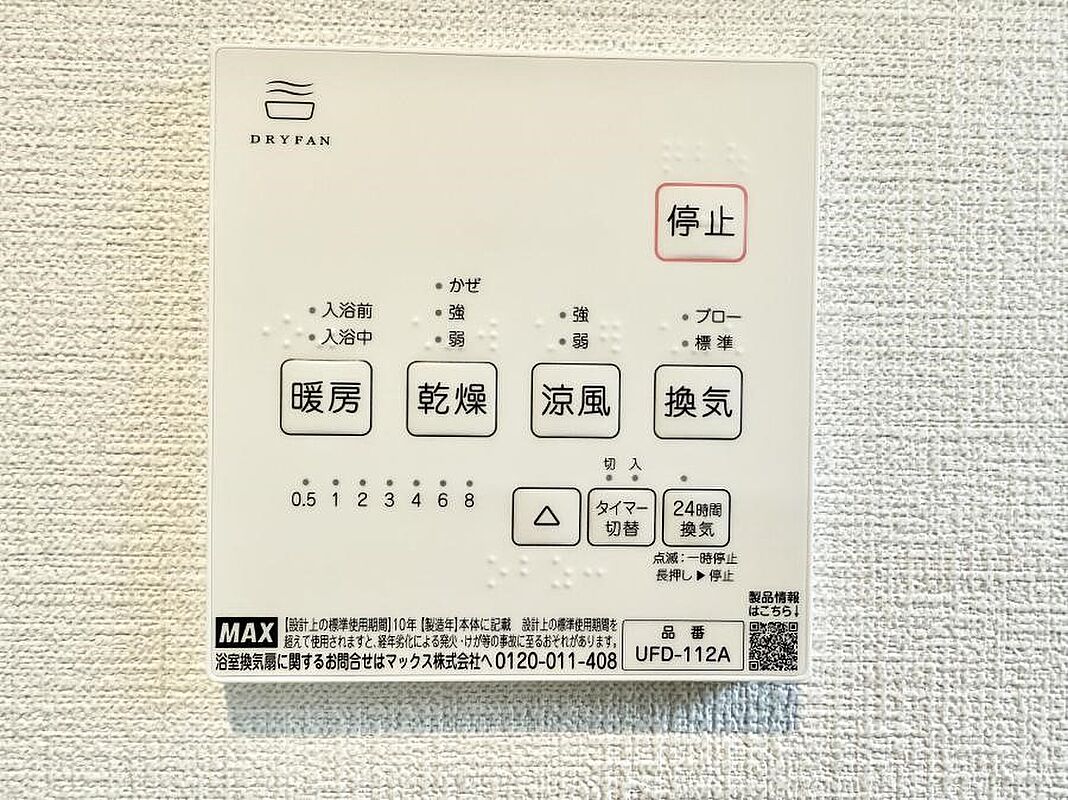 DRYFAN
停止
かぜ
入浴前 強 強 ブロー
入浴中 弱 弱 標準
暖房 乾燥 涼風 換気
切 入
0.5 1 2 3 4 6 8
△ タイマー切替 24時間換気
点滅:一時停止
長押し▶停止
製品情報
はこちら↓
MAX
【設計上の標準使用期間】10年【製造年】本体に記載 設計上の標準使用期間を
超えて使用されますと、経年劣化による発火・けが等の事故に至るおそれがあります。
浴室換気扇に関するお問合せはマックス株式会社へ 0120-011-408
品番
UFD-112A